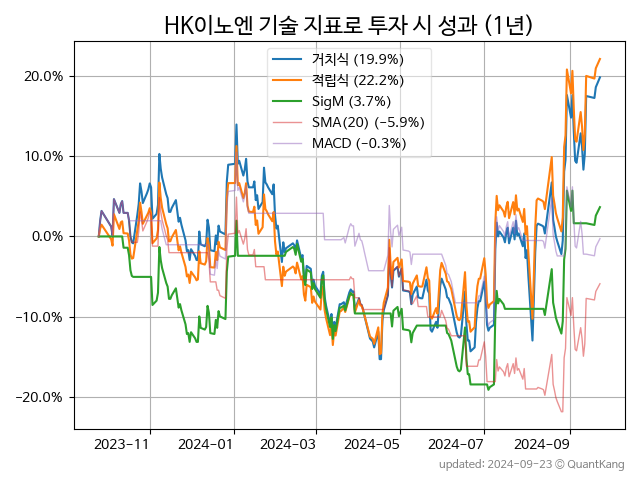 HK이노엔 기술 지표로 투자 시 성과 (1년)
거치식 (19.9%)
적립식 (22.2%)
SigM (3.7%)
SMA(20) (−5.9%)
MACD (−0.3%)
20.0%
10.0%
0.0%
−10.0%
−20.0%
2023-11
2024-01
2024-03
2024-05
2024-07
2024-09
updated: 2024-09-23 © QuantKang